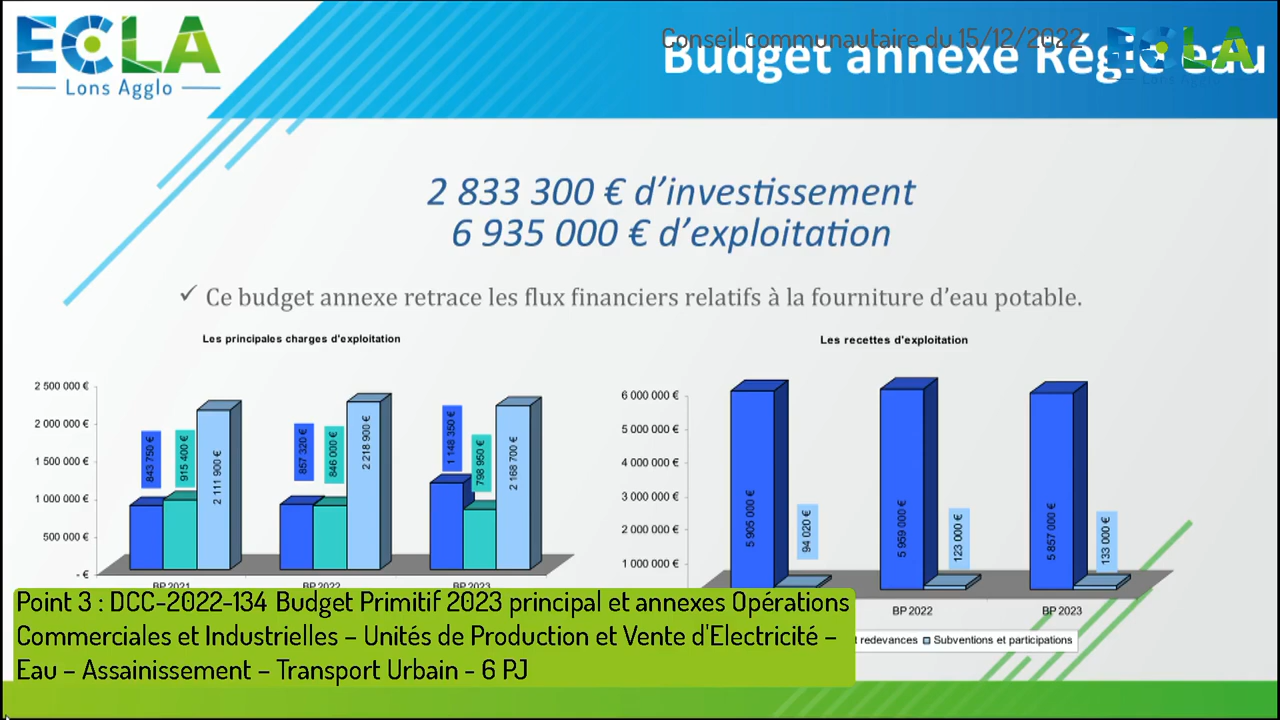 ECLA
Lons Agglo
Conseil communautaire du 15/12/2022
Budget annexe Régie eau
2 833 300 € d'investissement
6 935 000 € d'exploitation
✓ Ce budget annexe retrace les flux financiers relatifs à la fourniture d'eau potable.
Les principales charges d'exploitation
2 500 000 €
2 000 000 €
1 500 000 €
1 000 000 €
500 000 €
- €
843 750 €
915 400 €
2 111 900 €
857 320 €
846 000 €
2 218 900 €
1 148 350 €
798 950 €
2 168 700 €
BP 2021
BP 2022
BP 2023
Les recettes d'exploitation
6 000 000 €
5 000 000 €
4 000 000 €
3 000 000 €
2 000 000 €
1 000 000 €
5 905 000 €
94 020 €
5 959 000 €
123 000 €
5 857 000 €
133 000 €
BP 2022
BP 2023
redevances
Subventions et participations
Point 3 : DCC-2022-134 Budget Primitif 2023 principal et annexes Opérations
Commerciales et Industrielles – Unités de Production et Vente d'Electricité –
Eau – Assainissement – Transport Urbain - 6 PJ